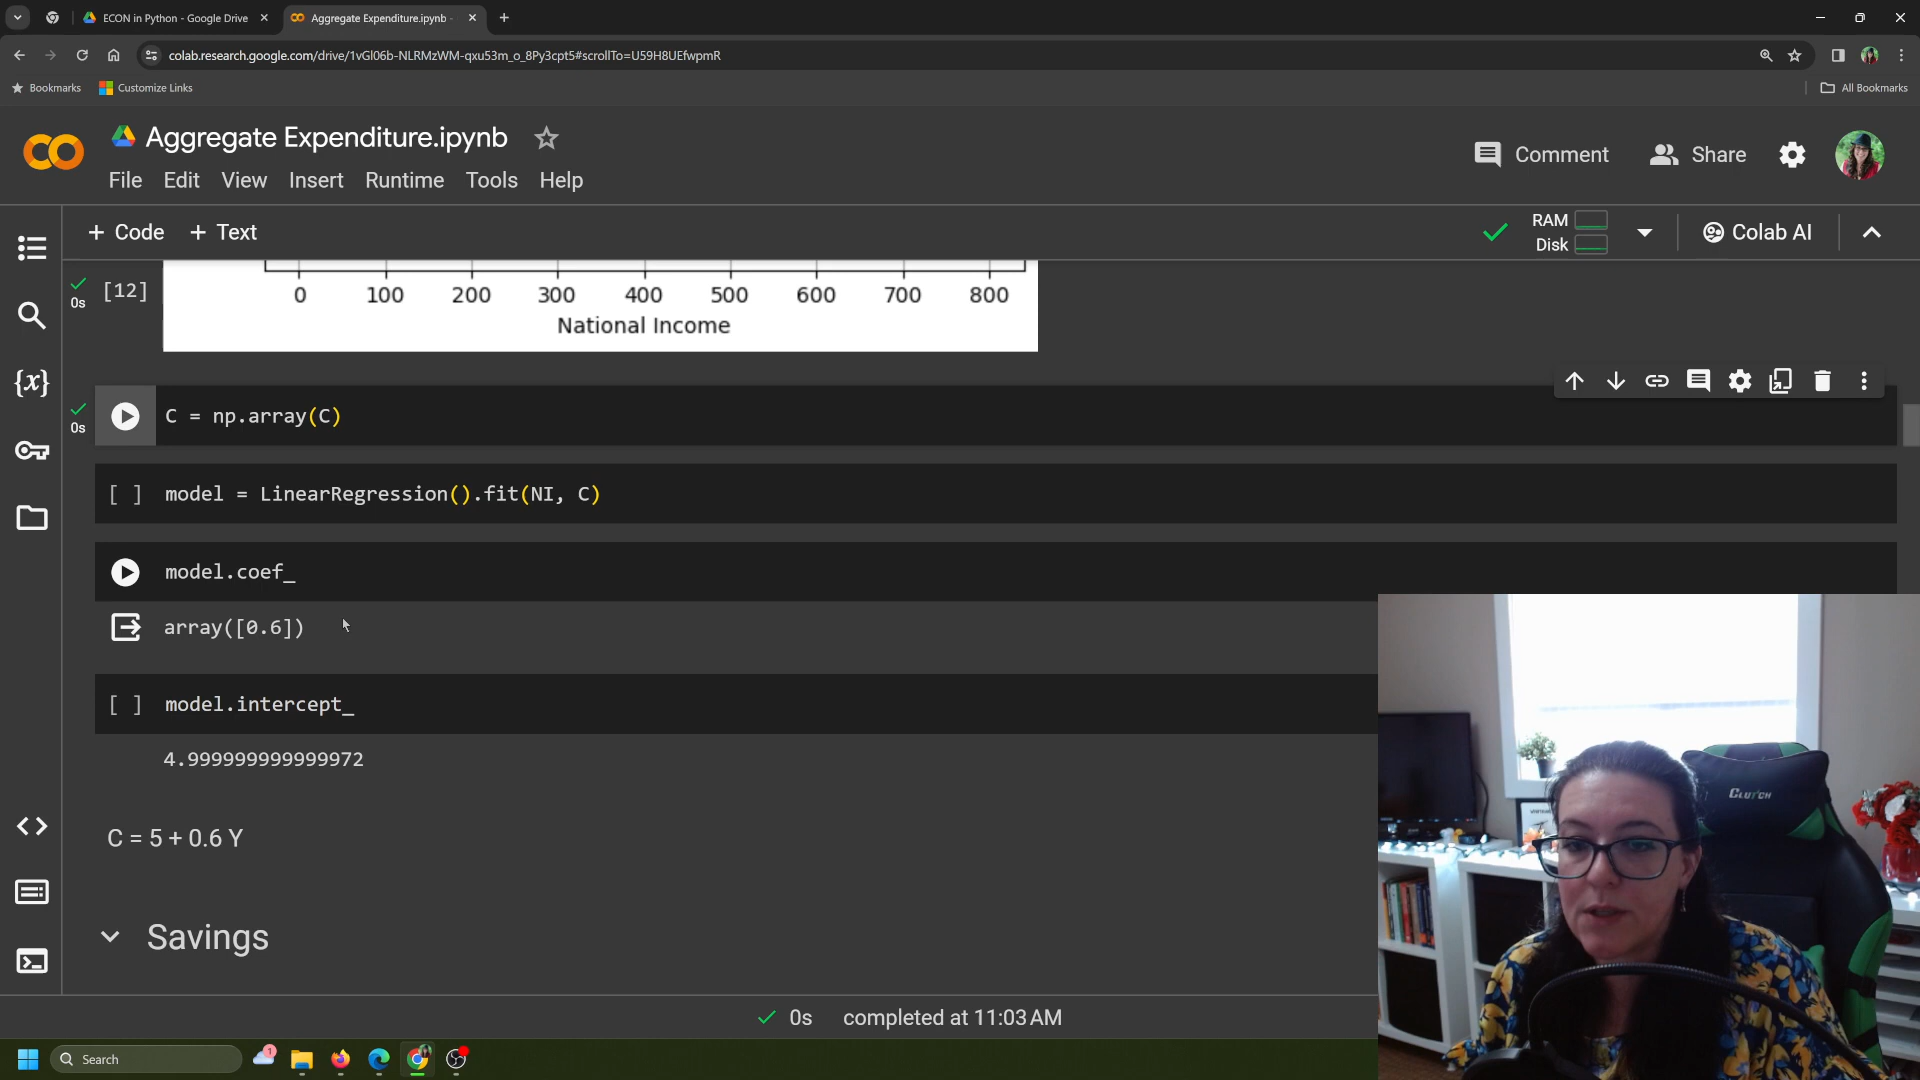 ECON in Python - Google Drive
Aggregate Expenditure.ipynb -
colab.research.google.com/drive/1vGl06b-NLRMzWM-qxu53m_o_8Py3cpt5#scrollTo=U59H8UEfwpmR
Bookmarks
Customize Links
All Bookmarks
Aggregate Expenditure.ipynb
Comment
Share
File Edit View Insert Runtime Tools Help
+ Code + Text
RAM
Disk
Colab AI
0s
[12]
0 100 200 300 400 500 600 700 800
National Income
0s
C = np.array(C)
[ ] model = LinearRegression().fit(NI, C)
model.coef_
array([0.6])
[ ] model.intercept_
4.999999999999972
CLUTCH
C = 5 + 0.6 Y
Savings
0s completed at 11:03 AM
Search
1